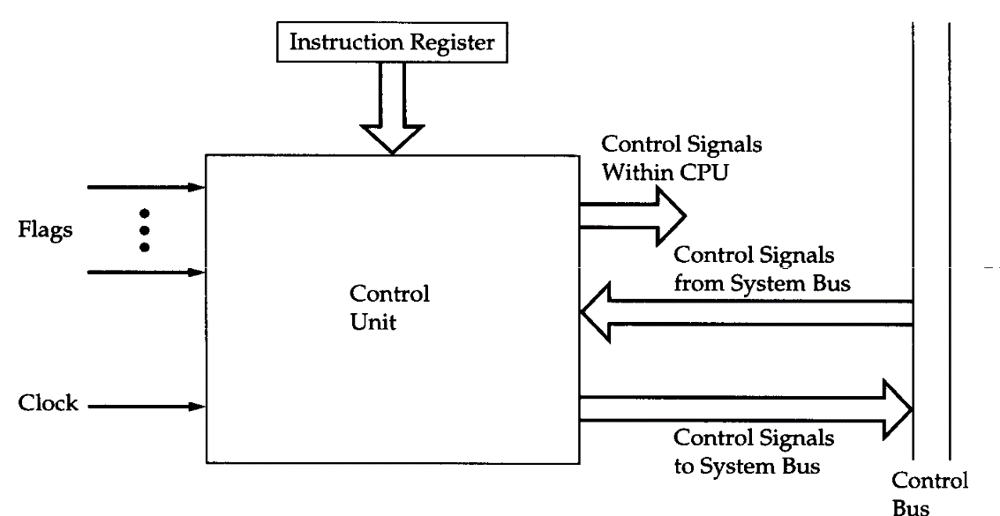 Instruction Register
Control Signals
Within CPU
Flags
Control Signals
from System Bus
Control
Unit
Clock
Control Signals
to System Bus
Control
Bus